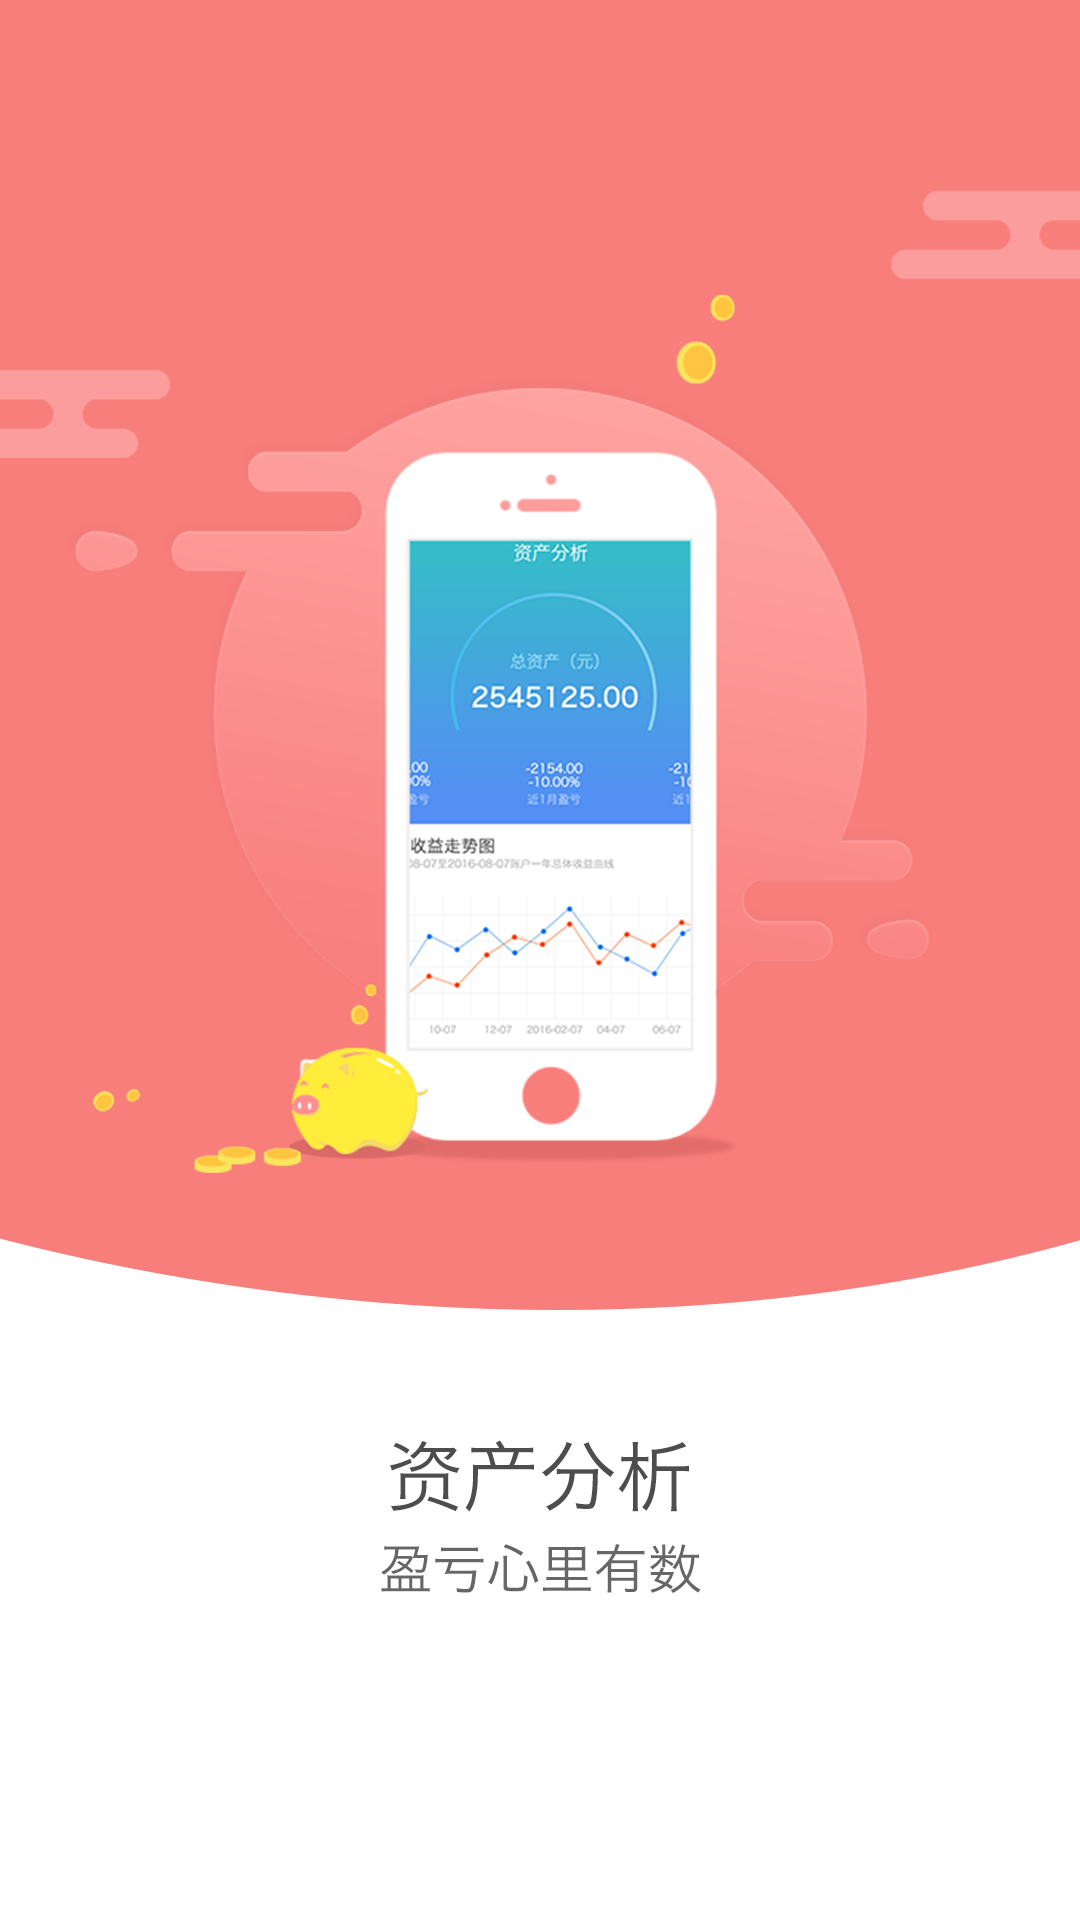 资产分析
总资产（元）
2545125.00
.00 -2154.00 -21
0% -10.00% -10
盈亏 近1月盈亏 近1
收益走势图
08-07至2016-08-07账户一年总体收益曲线
10-07 12-07 2016-02-07 04-07 06-07
资产分析
盈亏心里有数